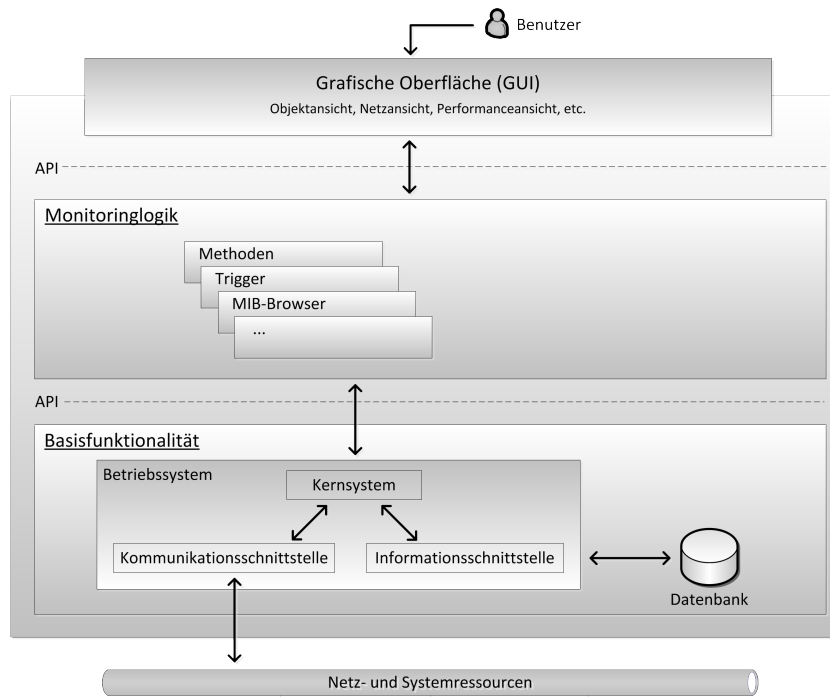 Benutzer
Grafische Oberfläche (GUI)
Objektansicht, Netzansicht, Performanceansicht, etc.
API
Monitoringlogik
Methoden
Trigger
MIB-Browser
...
API
Basisfunktionalität
Betriebssystem
Kernsystem
Kommunikationsschnittstelle
Informationsschnittstelle
Datenbank
Netz- und Systemressourcen